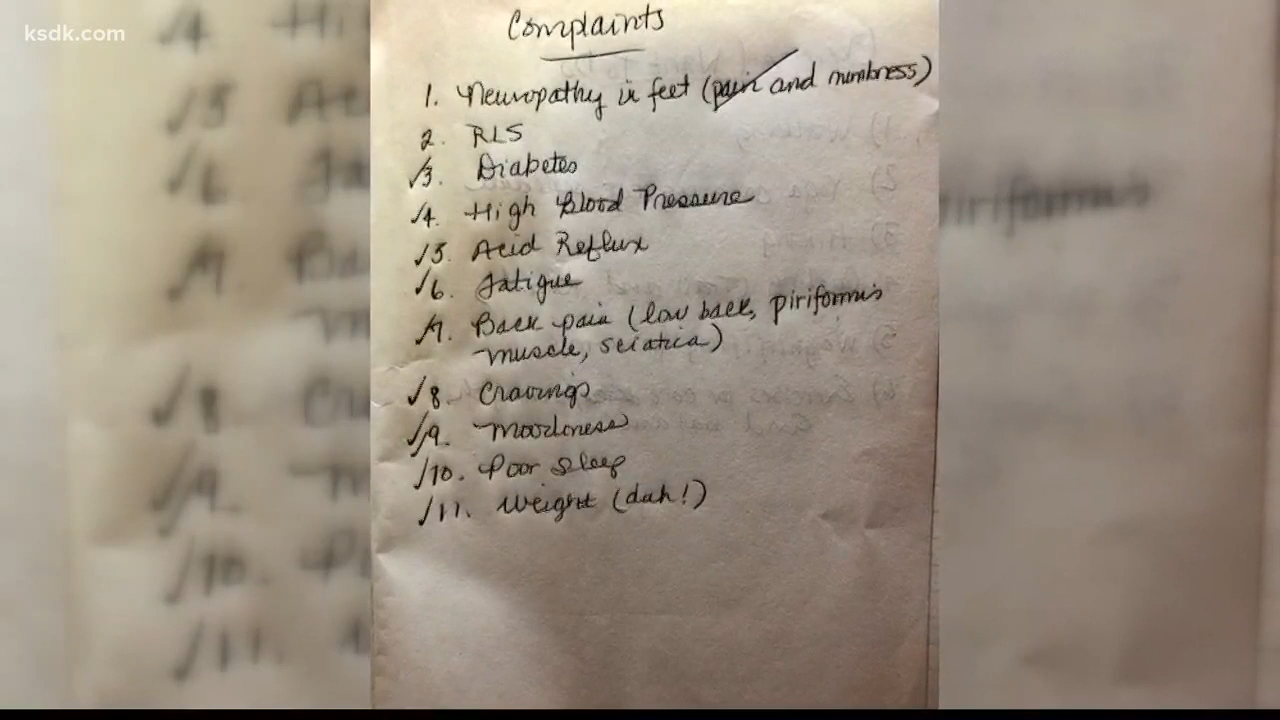 ksdk.com
Complaints
1. Neuropathy in feet (pain and numbness)
2. RLS
√3. Diabetes
√4. High Blood Pressure
√5. Acid Reflux
√6. Fatigue
√7. Back pain (low back, piriformis
muscle, sciatica)
√8. Cravings
√9. Moodiness
√10. Poor Sleep
√11. Weight (duh!)